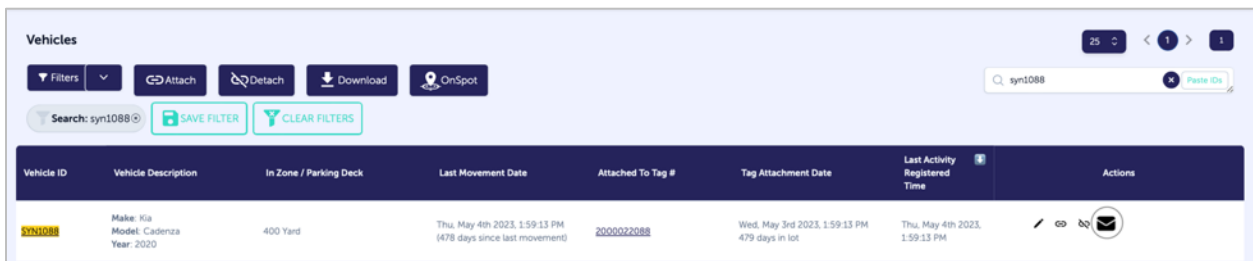 Vehicles
25
1
1
Filters
Attach
Detach
Download
OnSpot
syn1088
Paste IDs
Search: syn1088
SAVE FILTER
CLEAR FILTERS
Vehicle ID
Vehicle Description
In Zone / Parking Deck
Last Movement Date
Attached To Tag #
Tag Attachment Date
Last Activity
Registered
Time
Actions
SYN1088
Make: Kia
Model: Cadenza
Year: 2020
400 Yard
Thu, May 4th 2023, 1:59:13 PM
(478 days since last movement)
2000022088
Wed, May 3rd 2023, 1:59:13 PM
479 days in lot
Thu, May 4th 2023,
1:59:13 PM